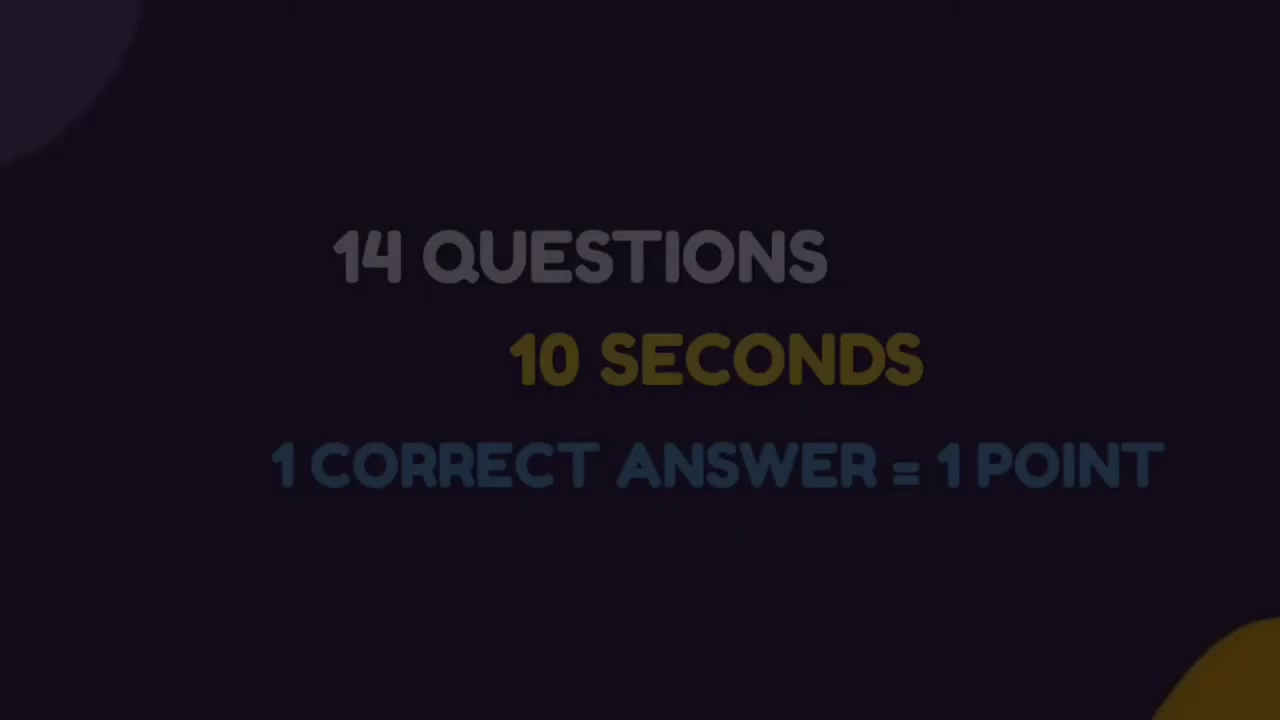 14 QUESTIONS
10 SECONDS
1 CORRECT ANSWER = 1 POINT